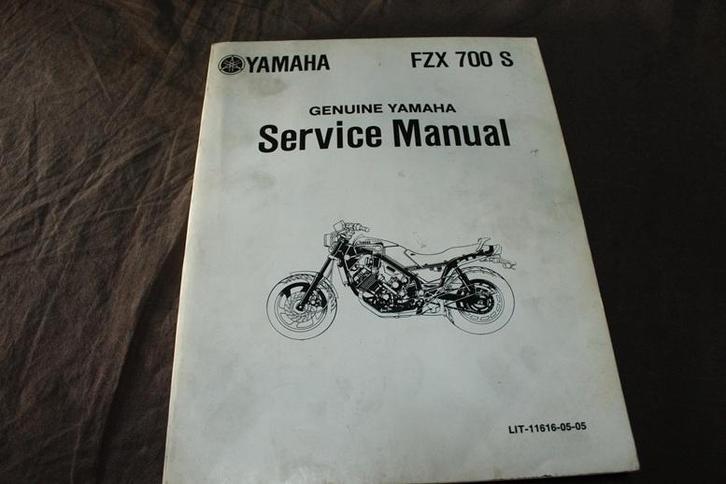 YAMAHA FZX 700 S
GENUINE YAMAHA
Service Manual
LIT-11616-05-05